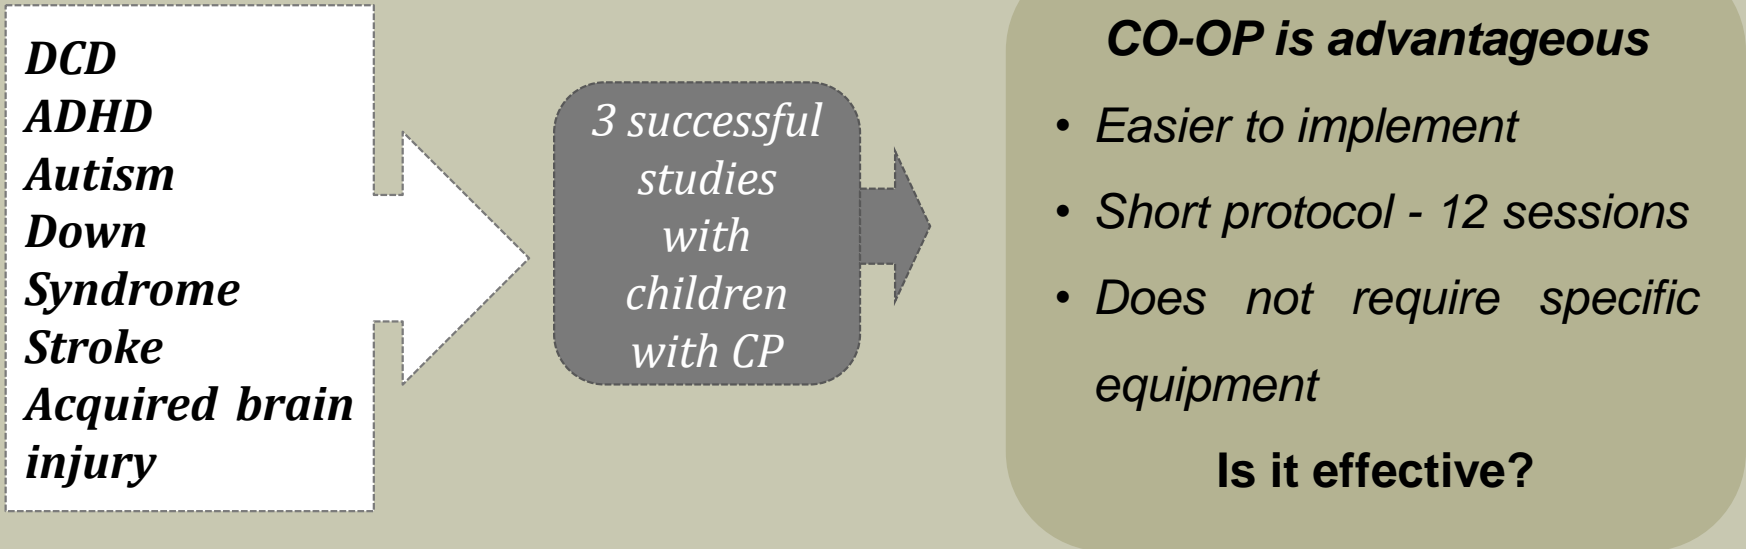 DCD
ADHD
Autism
Down
Syndrome
Stroke
Acquired brain
injury
3 successful
studies
with
children
with CP
CO-OP is advantageous
• Easier to implement
• Short protocol - 12 sessions
• Does not require specific
equipment
Is it effective?